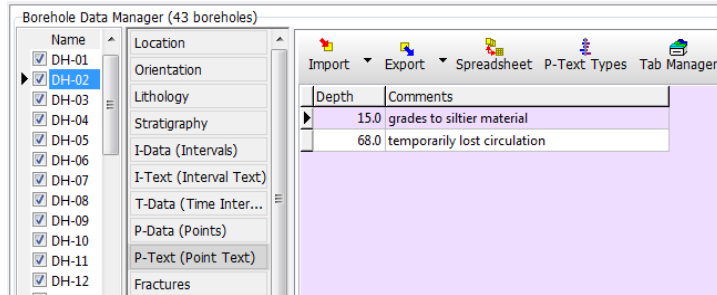 Borehole Data Manager (43 boreholes)
Name
DH-01
DH-02
DH-03
DH-04
DH-05
DH-06
DH-07
DH-08
DH-09
DH-10
DH-11
DH-12
Location
Orientation
Lithology
Stratigraphy
I-Data (Intervals)
I-Text (Interval Text)
T-Data (Time Inter...
P-Data (Points)
P-Text (Point Text)
Fractures
Import Export Spreadsheet P-Text Types Tab Manager
Depth Comments
15.0 grades to siltier material
68.0 temporarily lost circulation